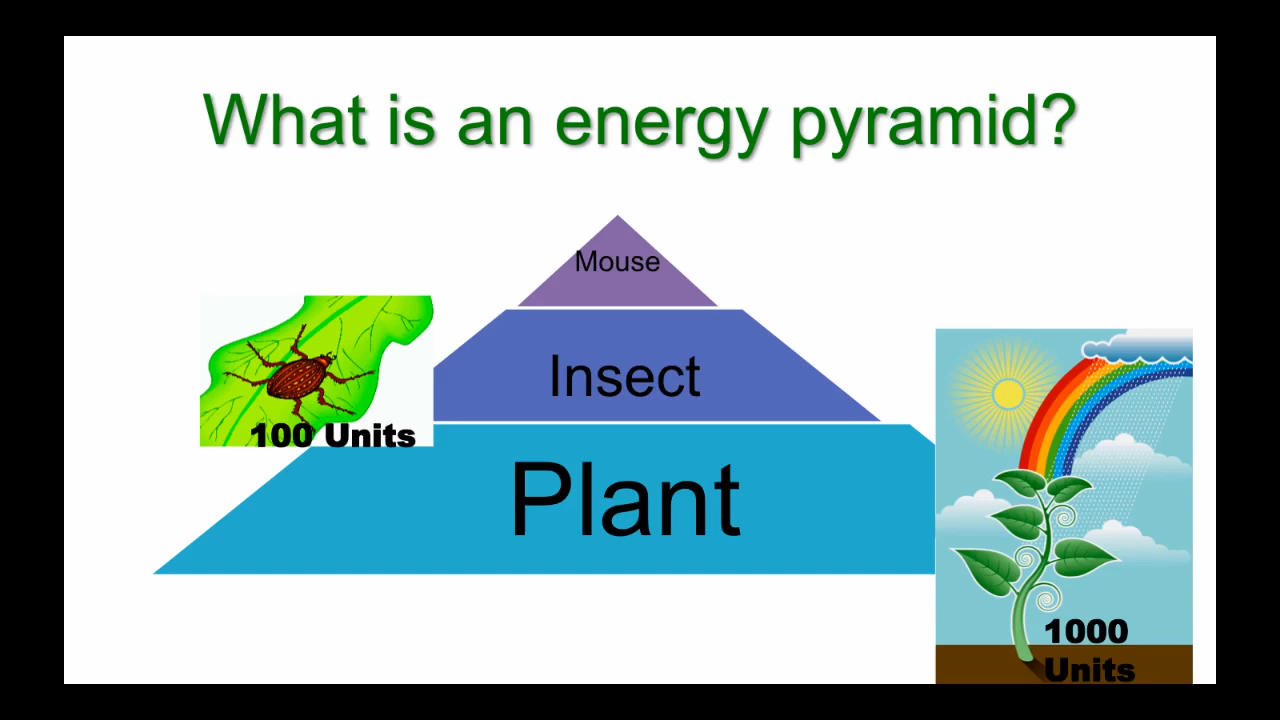 What is an energy pyramid?
Mouse
Insect
100 Units
Plant
1000
Units